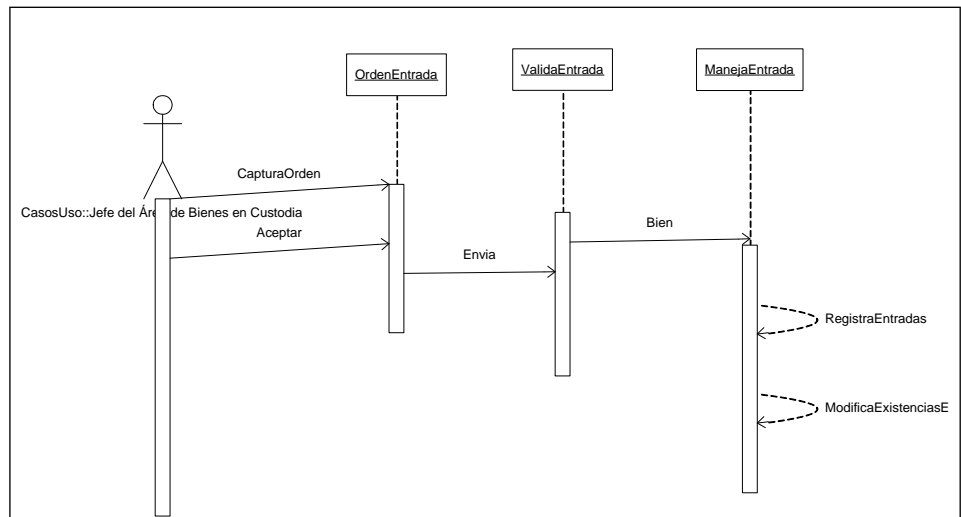 OrdenEntrada
ValidaEntrada
ManejaEntrada
CapturaOrden
CasosUso::Jefe del Área de Bienes en Custodia
Aceptar
Bien
Envia
RegistraEntradas
ModificaExistenciasE